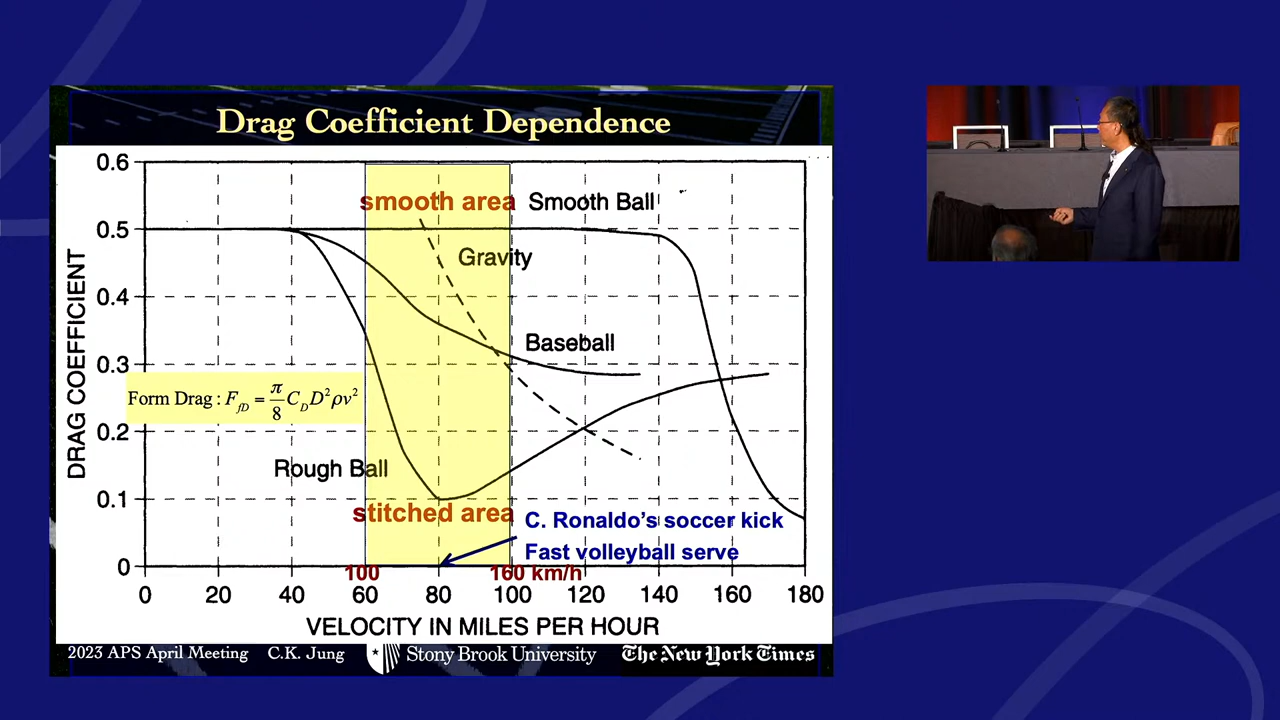 Drag Coefficient Dependence
0.6
smooth area
Smooth Ball
0.5
Gravity
0.4
Baseball
0.3
Form Drag : F_fD = π/8 C_D D² ρv²
0.2
Rough Ball
0.1
stitched area
C. Ronaldo's soccer kick
Fast volleyball serve
0
100
160 km/h
0 20 40 60 80 100 120 140 160 180
DRAG COEFFICIENT
VELOCITY IN MILES PER HOUR
2023 APS April Meeting C.K. Jung Stony Brook University The New York Times